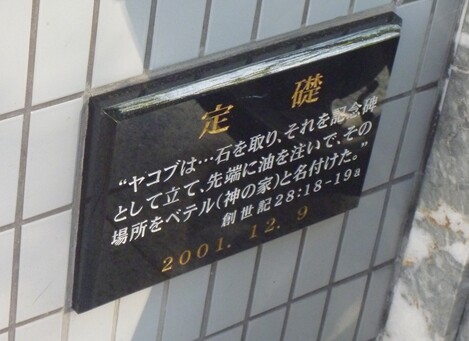 定礎
“ヤコブは…石を取り、それを記念碑
として立て、先端に油を注いで、その
場所をベテル(神の家)と名付けた。”
創世記28:18-19a
2001. 12. 9